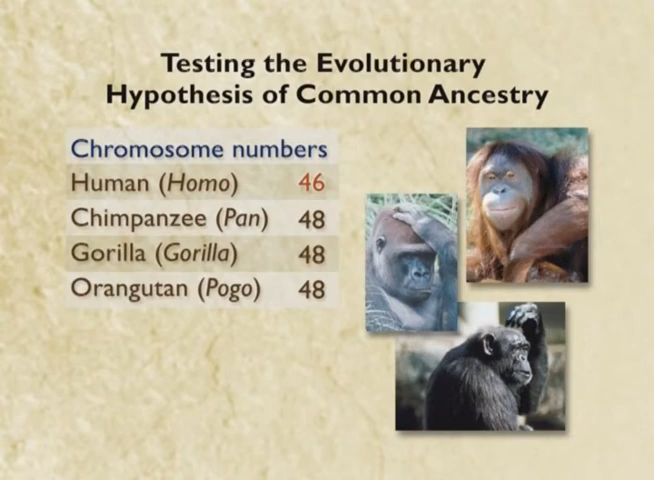 Testing the Evolutionary
Hypothesis of Common Ancestry
Chromosome numbers
Human (Homo) 46
Chimpanzee (Pan) 48
Gorilla (Gorilla) 48
Orangutan (Pogo) 48